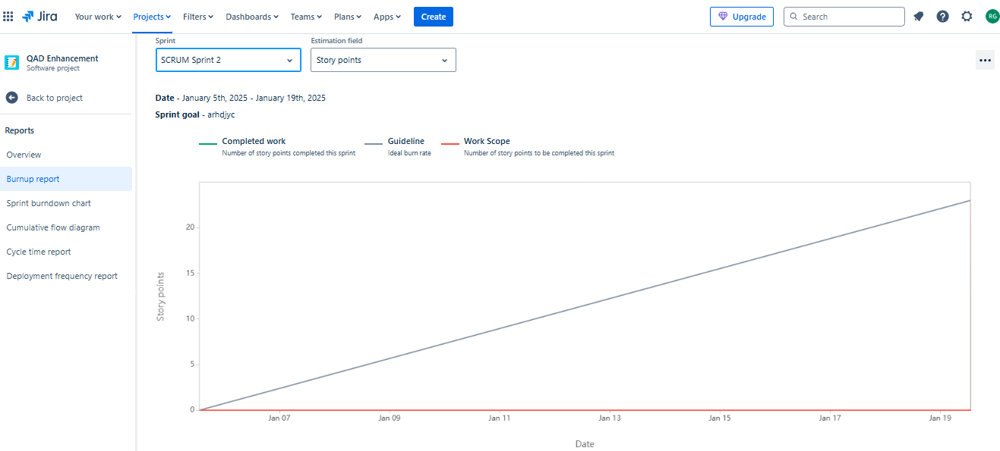 Jira Your work Projects Filters Dashboards Teams Plans Apps Create Upgrade Search RG
QAD Enhancement
Software project
Back to project
Reports
Overview
Burnup report
Sprint burndown chart
Cumulative flow diagram
Cycle time report
Deployment frequency report
Sprint Estimation field
SCRUM Sprint 2 Story points
Date - January 5th, 2025 - January 19th, 2025
Sprint goal - arhdjyc
Completed work Guideline Work Scope
Number of story points completed this sprint Ideal burn rate Number of story points to be completed this sprint
20
15
10
5
0
Story points
Jan 07 Jan 09 Jan 11 Jan 13 Jan 15 Jan 17 Jan 19
Date